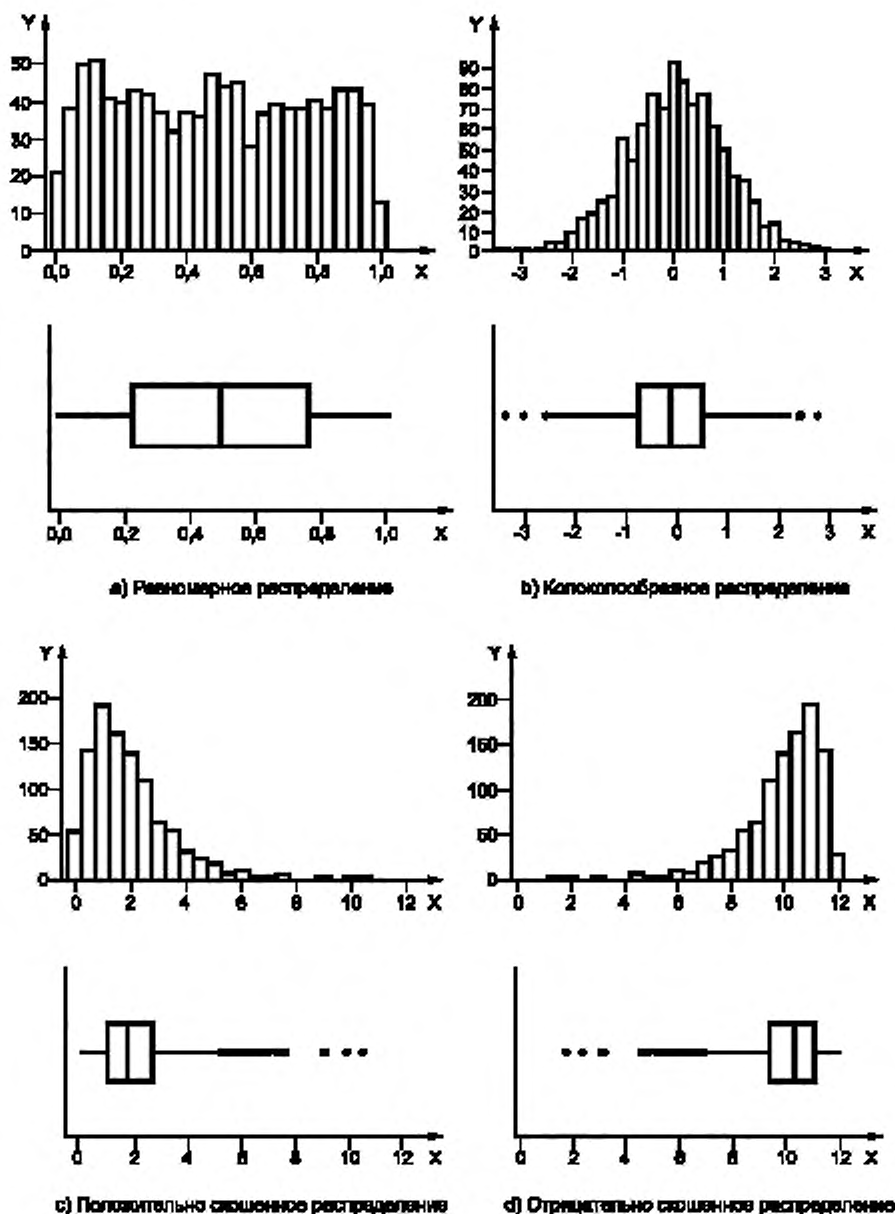 Y Y
50 90
40 80
30 70
20 60
10 50
0 40
30
20
10
0
0,0 0,2 0,4 0,6 0,8 1,0 X -3 -2 -1 0 1 2 3 X
0,0 0,2 0,4 0,6 0,8 1,0 X -3 -2 -1 0 1 2 3 X
a) Равномерное распределение b) Колоколообразное распределение
Y Y
200 200
150 150
100 100
50 50
0 0
0 2 4 6 8 10 12 X 0 2 4 6 8 10 12 X
0 2 4 6 8 10 12 X 0 2 4 6 8 10 12 X
c) Положительно скошенное распределение d) Отрицательно скошенное распределение